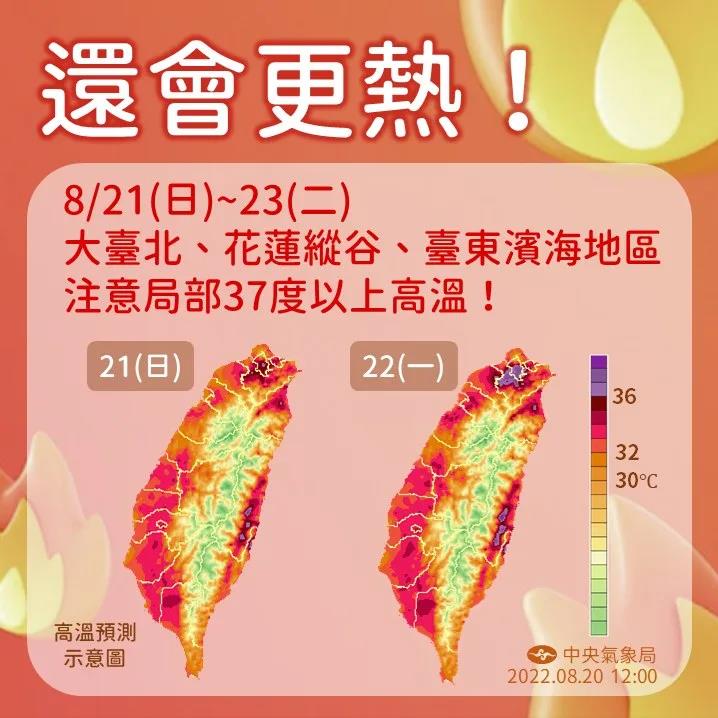 還會更熱！
8/21(日)~23(二)
大臺北、花蓮縱谷、臺東濱海地區
注意局部37度以上高溫！
21(日)
22(一)
36
32
30℃
高溫預測
示意圖
中央氣象局
2022.08.20 12:00